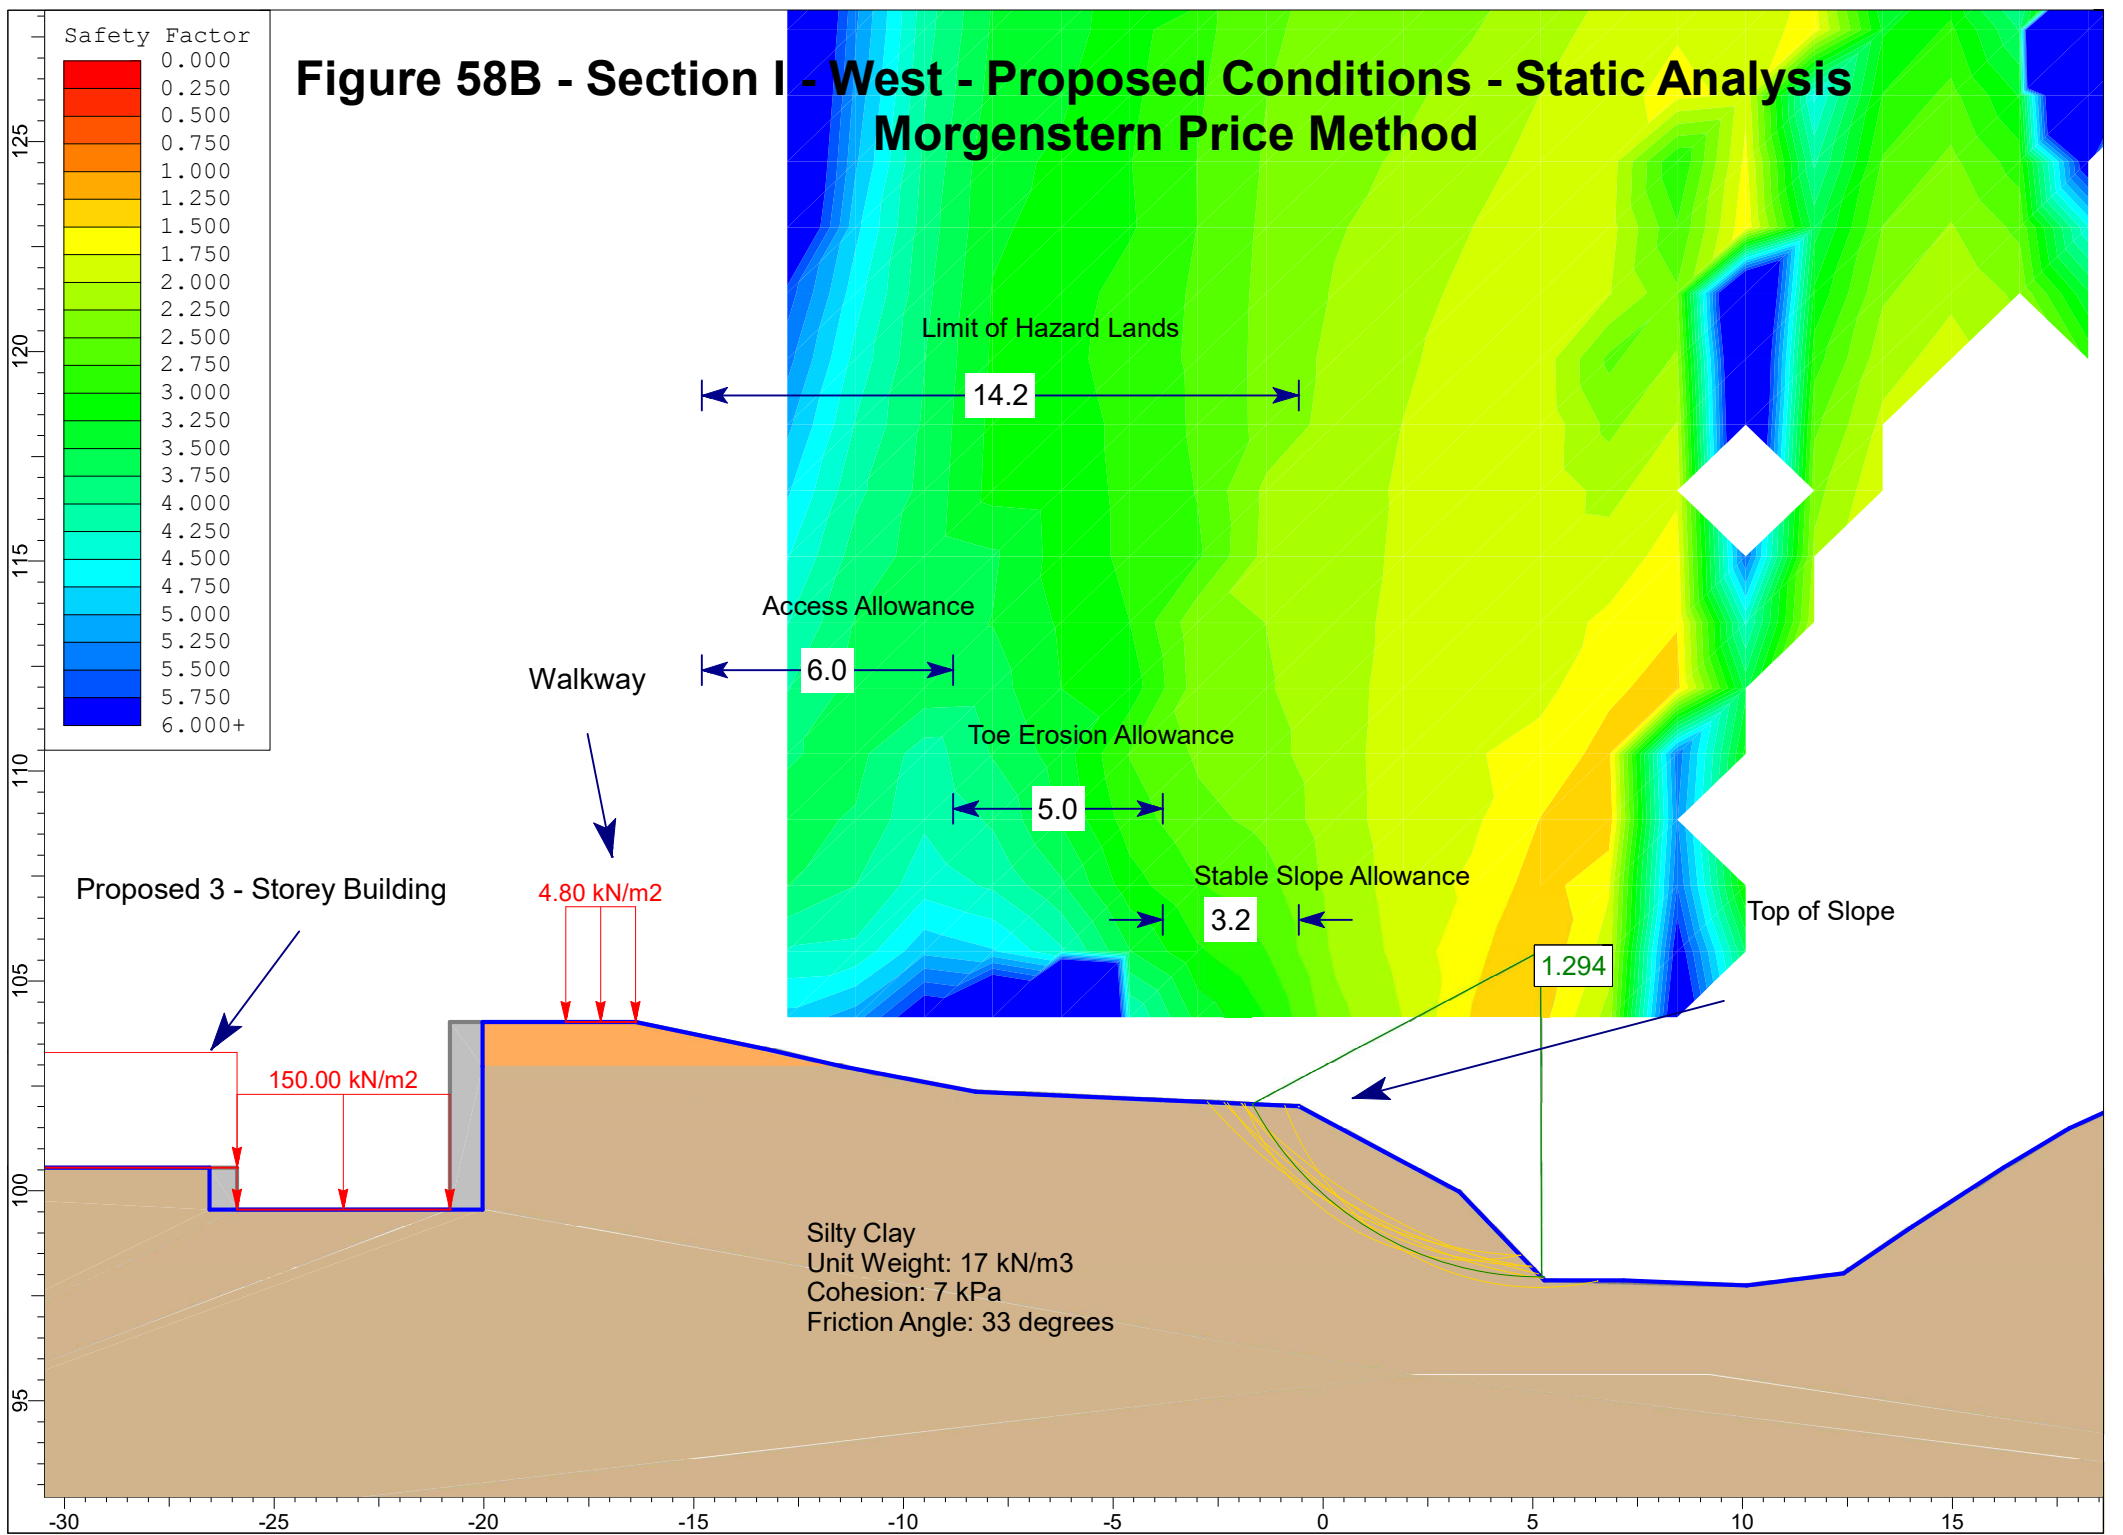 Safety Factor
0.000
0.250
0.500
0.750
1.000
1.250
1.500
1.750
2.000
2.250
2.500
2.750
3.000
3.250
3.500
3.750
4.000
4.250
4.500
4.750
5.000
5.250
5.500
5.750
6.000+
Figure 58B - Section I - West - Proposed Conditions - Static Analysis
Morgenstern Price Method
Limit of Hazard Lands
14.2
Access Allowance
6.0
Walkway
Toe Erosion Allowance
5.0
Stable Slope Allowance
3.2
Proposed 3 - Storey Building
4.80 kN/m2
Top of Slope
1.294
150.00 kN/m2
Silty Clay
Unit Weight: 17 kN/m3
Cohesion: 7 kPa
Friction Angle: 33 degrees
125
120
115
110
105
100
95
-30 -25 -20 -15 -10 -5 0 5 10 15